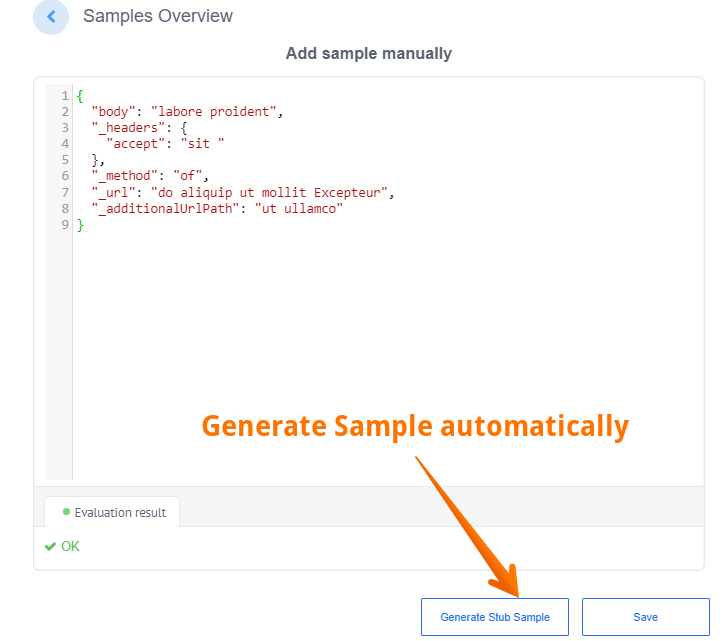 Samples Overview
Add sample manually
1 {
2   "body": "labore proident",
3   "_headers": {
4     "accept": "sit "
5   },
6   "_method": "of",
7   "_url": "do aliquip ut mollit Excepteur",
8   "_additionalUrlPath": "ut ullamco"
9 }
Generate Sample automatically
Evaluation result
OK
Generate Stub Sample
Save